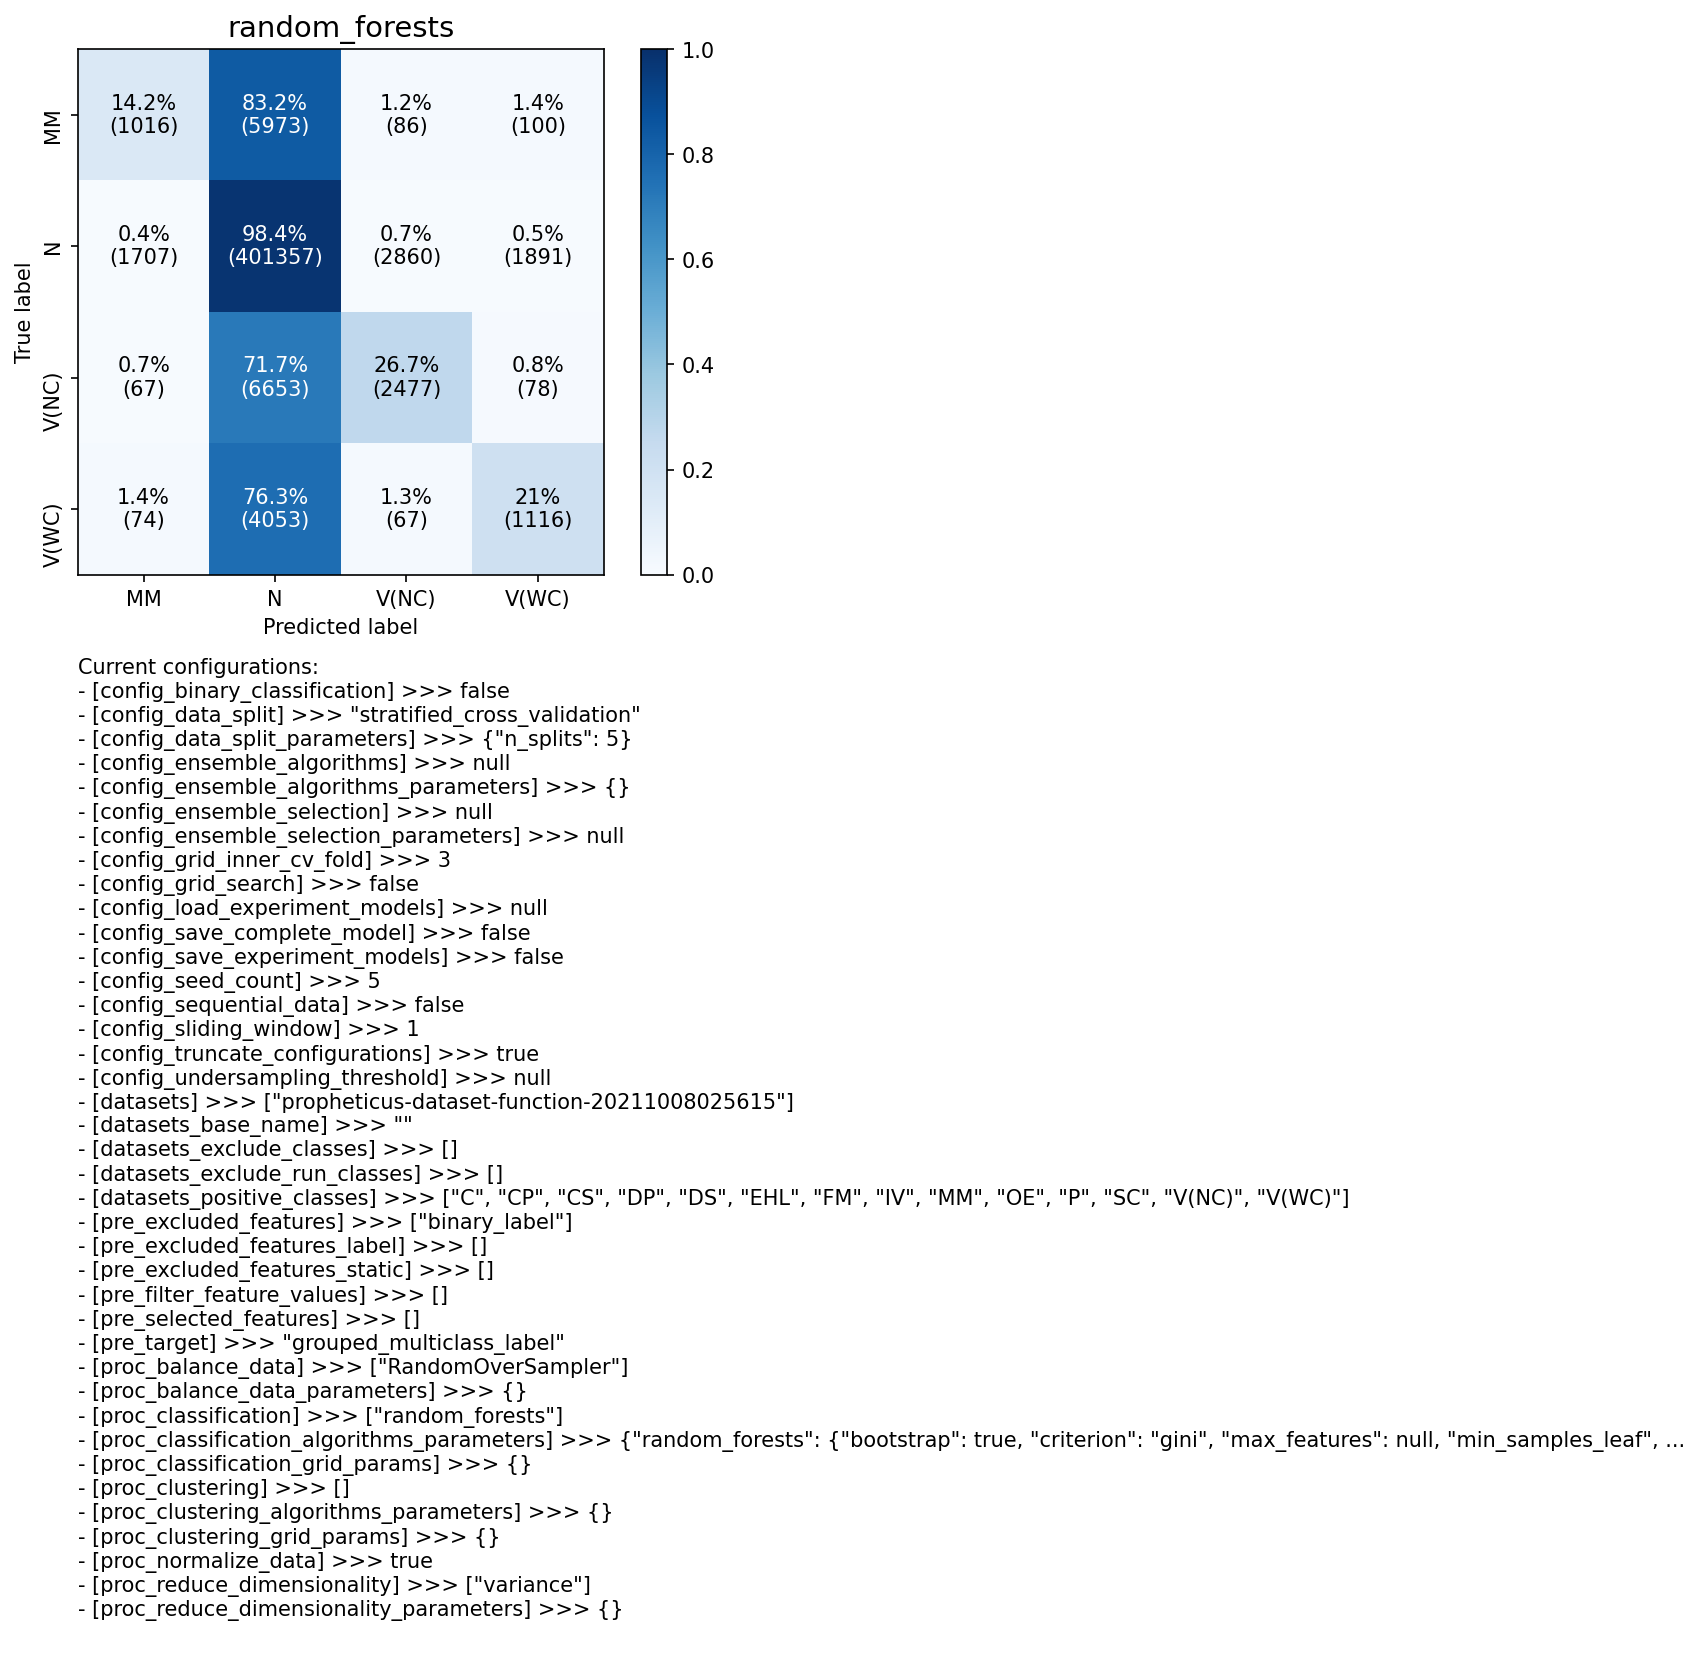 random_forests
14.2% 83.2% 1.2% 1.4%
(1016) (5973) (86) (100)
0.4% 98.4% 0.7% 0.5%
(1707) (401357) (2860) (1891)
0.7% 71.7% 26.7% 0.8%
(67) (6653) (2477) (78)
1.4% 76.3% 1.3% 21%
(74) (4053) (67) (1116)
True label
MM
N
V(NC)
V(WC)
MM N V(NC) V(WC)
Predicted label
1.0
0.8
0.6
0.4
0.2
0.0
Current configurations:
- [config_binary_classification] >>> false
- [config_data_split] >>> "stratified_cross_validation"
- [config_data_split_parameters] >>> {"n_splits": 5}
- [config_ensemble_algorithms] >>> null
- [config_ensemble_algorithms_parameters] >>> {}
- [config_ensemble_selection] >>> null
- [config_ensemble_selection_parameters] >>> null
- [config_grid_inner_cv_fold] >>> 3
- [config_grid_search] >>> false
- [config_load_experiment_models] >>> null
- [config_save_complete_model] >>> false
- [config_save_experiment_models] >>> false
- [config_seed_count] >>> 5
- [config_sequential_data] >>> false
- [config_sliding_window] >>> 1
- [config_truncate_configurations] >>> true
- [config_undersampling_threshold] >>> null
- [datasets] >>> ["propheticus-dataset-function-20211008025615"]
- [datasets_base_name] >>> ""
- [datasets_exclude_classes] >>> []
- [datasets_exclude_run_classes] >>> []
- [datasets_positive_classes] >>> ["C", "CP", "CS", "DP", "DS", "EHL", "FM", "IV", "MM", "OE", "P", "SC", "V(NC)", "V(WC)"]
- [pre_excluded_features] >>> ["binary_label"]
- [pre_excluded_features_label] >>> []
- [pre_excluded_features_static] >>> []
- [pre_filter_feature_values] >>> []
- [pre_selected_features] >>> []
- [pre_target] >>> "grouped_multiclass_label"
- [proc_balance_data] >>> ["RandomOverSampler"]
- [proc_balance_data_parameters] >>> {}
- [proc_classification] >>> ["random_forests"]
- [proc_classification_algorithms_parameters] >>> {"random_forests": {"bootstrap": true, "criterion": "gini", "max_features": null, "min_samples_leaf", ...
- [proc_classification_grid_params] >>> {}
- [proc_clustering] >>> []
- [proc_clustering_algorithms_parameters] >>> {}
- [proc_clustering_grid_params] >>> {}
- [proc_normalize_data] >>> true
- [proc_reduce_dimensionality] >>> ["variance"]
- [proc_reduce_dimensionality_parameters] >>> {}